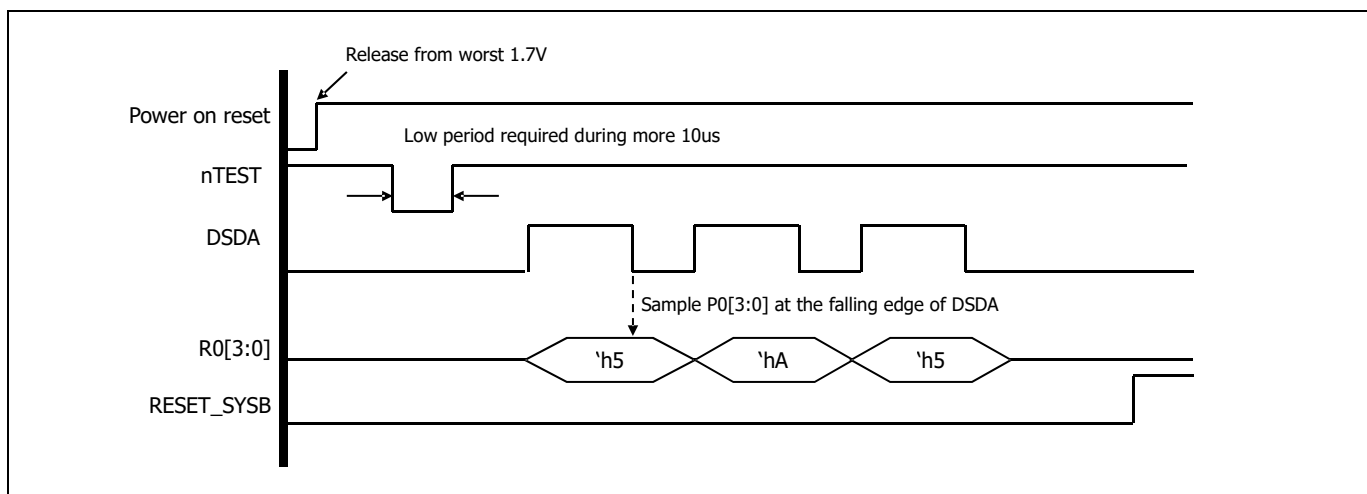 Release from worst 1.7V
Power on reset
Low period required during more 10us
nTEST
DSDA
Sample P0[3:0] at the falling edge of DSDA
R0[3:0]
‘h5
‘hA
‘h5
RESET_SYSB